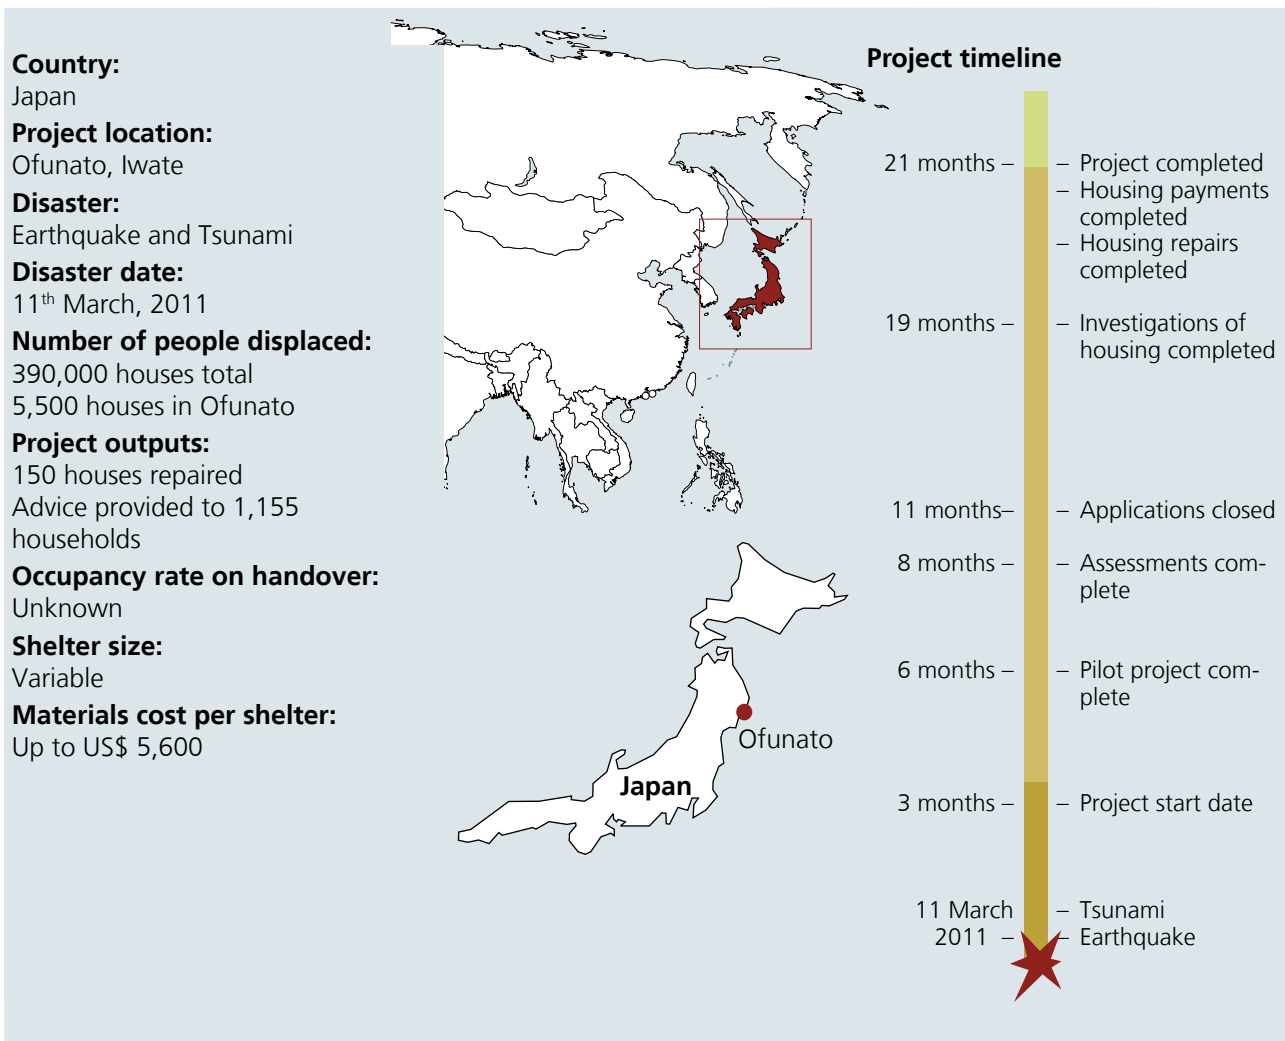 Country:
Japan
Project location:
Ofunato, Iwate
Disaster:
Earthquake and Tsunami
Disaster date:
11th March, 2011
Number of people displaced:
390,000 houses total
5,500 houses in Ofunato
Project outputs:
150 houses repaired
Advice provided to 1,155
households
Occupancy rate on handover:
Unknown
Shelter size:
Variable
Materials cost per shelter:
Up to US$ 5,600
Ofunato
Japan
Project timeline
21 months – – Project completed
– Housing payments
completed
– Housing repairs
completed
19 months – – Investigations of
housing completed
11 months– – Applications closed
8 months – – Assessments com-
plete
6 months – – Pilot project com-
plete
3 months – – Project start date
11 March – Tsunami
2011 – – Earthquake